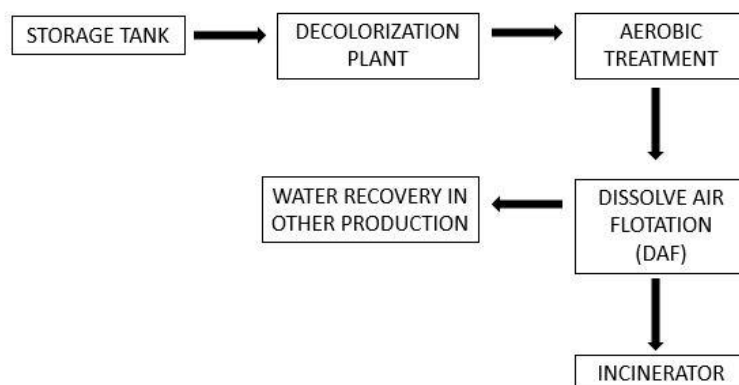 STORAGE TANK
DECOLORIZATION
PLANT
AEROBIC
TREATMENT
WATER RECOVERY IN
OTHER PRODUCTION
DISSOLVE AIR
FLOTATION
(DAF)
INCINERATOR